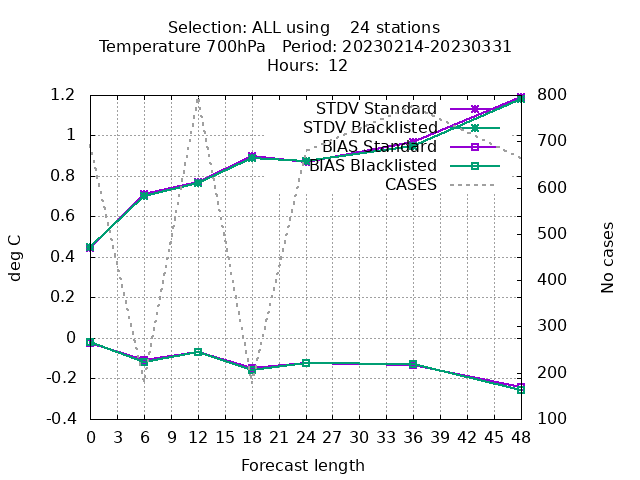 Selection: ALL using    24 stations
Temperature 700hPa   Period: 20230214-20230331
Hours:  12
1.2
1
0.8
0.6
0.4
0.2
0
-0.2
-0.4
deg C
800
700
600
500
400
300
200
100
No cases
STDV Standard
STDV Blacklisted
BIAS Standard
BIAS Blacklisted
CASES
0 3 6 9 12 15 18 21 24 27 30 33 36 39 42 45 48
Forecast length